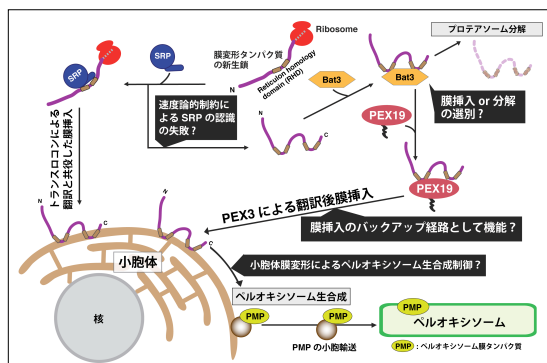 Ribosome
膜変形タンパク質
の新生鎖
SRP
SRP
N
Reticulon homology
domain (RHD)
プロテアソーム分解
Bat3
Bat3
速度論的制約に
よる SRP の認識
の失敗？
N
C
PEX19
膜挿入 or 分解
の選別？
トランスロコンによる
翻訳と共役した膜挿入
PEX19
PEX3 による翻訳後膜挿入
膜挿入のバックアップ経路として機能？
N
C
N
C
小胞体
小胞体膜変形によるペルオキシソーム生合成制御？
核
ペルオキシソーム生合成
PMP
PMP
PMP の小胞輸送
PMP
ペルオキシソーム
PMP : ペルオキシソーム膜タンパク質